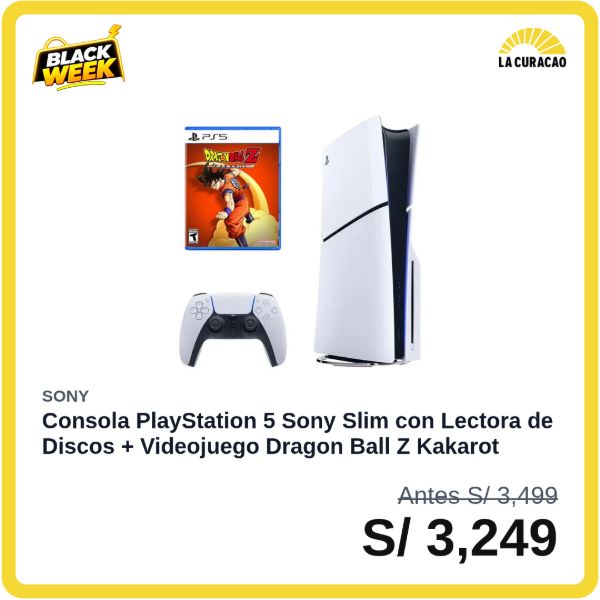 BLACK
WEEK
LA CURACAO
PS5
DRAGON BALL Z
T
SONY
Consola PlayStation 5 Sony Slim con Lectora de
Discos + Videojuego Dragon Ball Z Kakarot
Antes S/ 3,499
S/ 3,249